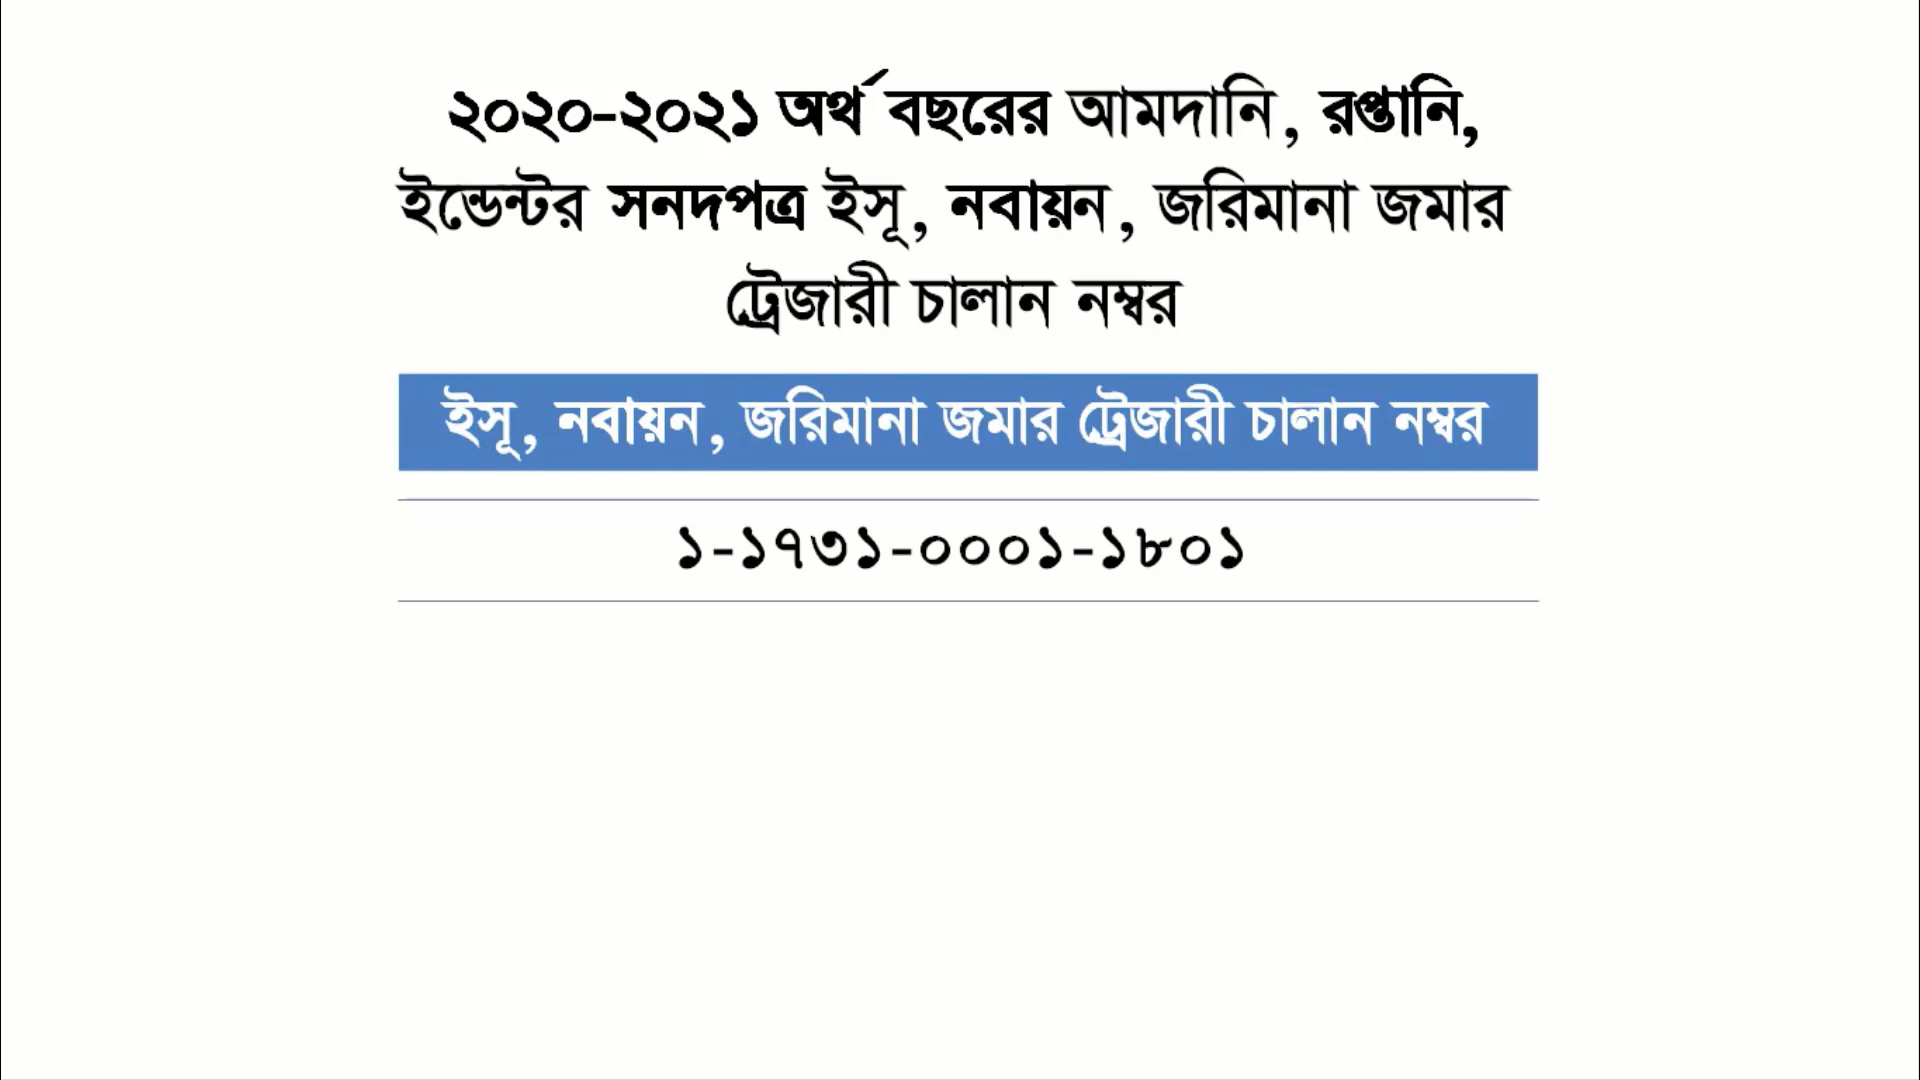 ২০২০-২০২১ অর্থ বছরের আমদানি, রপ্তানি,
ইন্ডেন্টর সনদপত্র ইসূ, নবায়ন, জরিমানা জমার
ট্রেজারী চালান নম্বর
ইসূ, নবায়ন, জরিমানা জমার ট্রেজারী চালান নম্বর
১-১৭৩১-০০০১-১৮০১